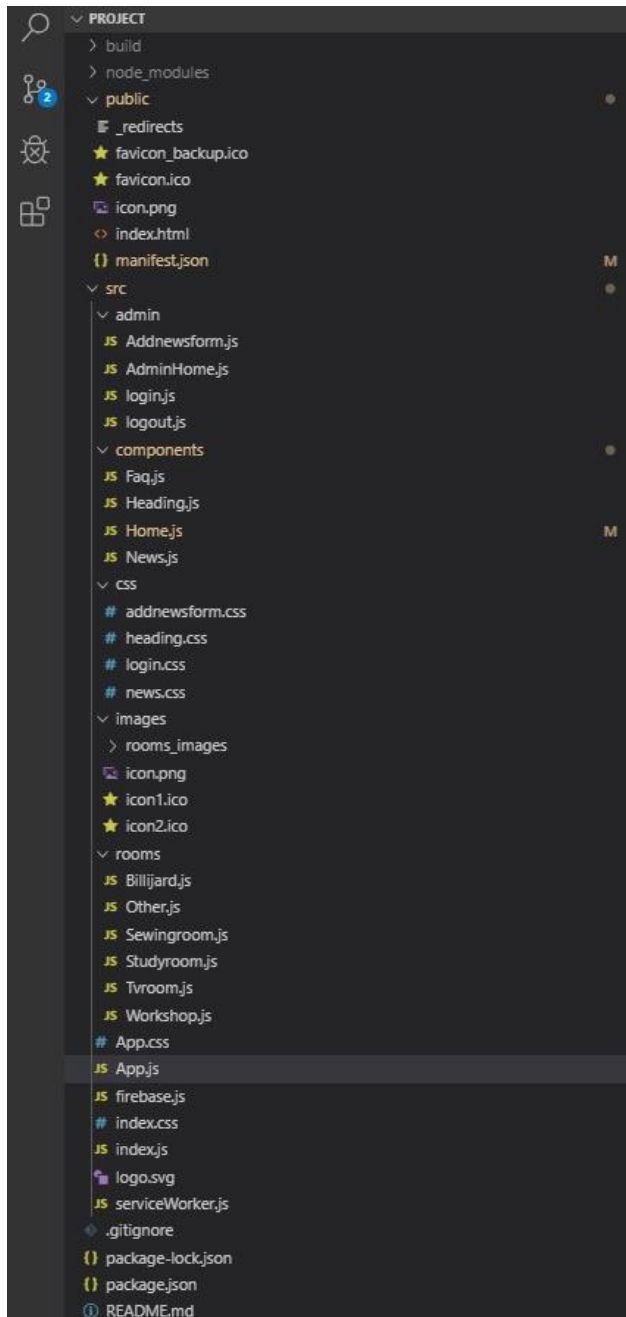 PROJECT
build
node_modules
public
_redirects
favicon_backup.ico
favicon.ico
icon.png
index.html
manifest.json M
src
admin
Addnewsform.js
AdminHome.js
login.js
logout.js
components
Faq.js
Heading.js
Home.js M
News.js
css
addnewsform.css
heading.css
login.css
news.css
images
rooms_images
icon.png
icon1.ico
icon2.ico
rooms
Billijard.js
Other.js
Sewingroom.js
Studyroom.js
Tvroom.js
Workshop.js
App.css
App.js
firebase.js
index.css
index.js
logo.svg
serviceWorker.js
.gitignore
package-lock.json
package.json
README.md
2